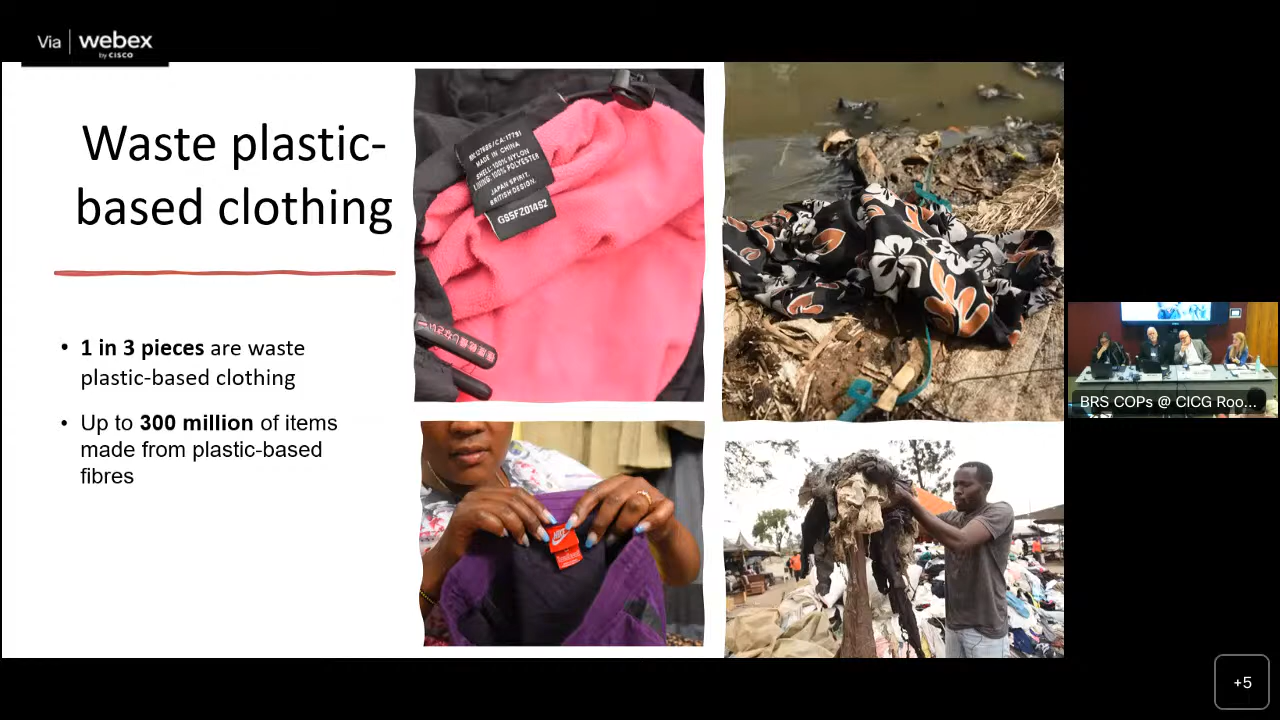 Via | webex
by CISCO
Waste plastic-
based clothing
• 1 in 3 pieces are waste
plastic-based clothing
• Up to 300 million of items
made from plastic-based
fibres
MADE IN CHINA
SHELL:100% NYLON
LINING: 100% POLYESTER
JAPAN SPIRIT.
BRITISH DESIGN.
GS5FZ014S2
BRS COPs @ CICG Roo...
+5